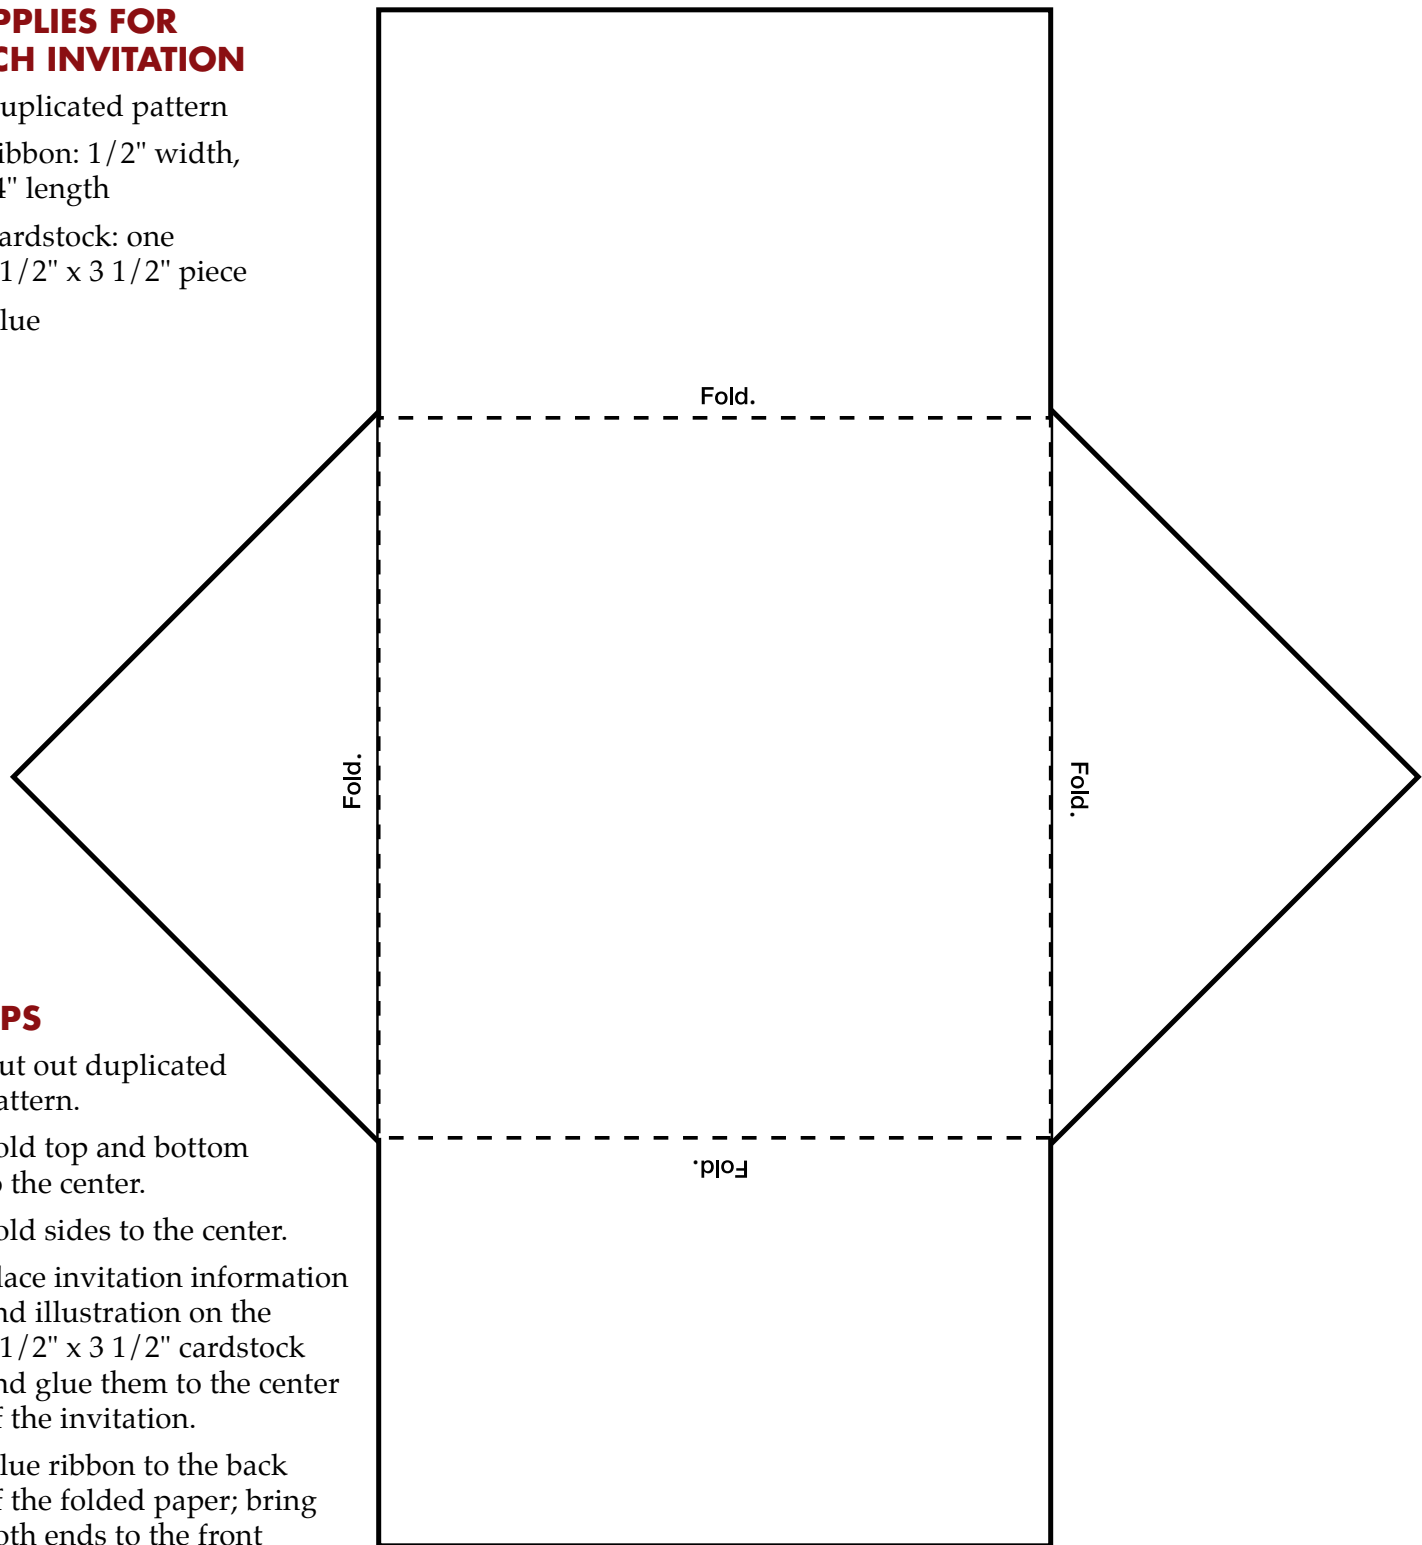 PPLIES FOR
CH INVITATION
uplicated pattern
ibbon: 1/2" width,
4" length
ardstock: one
1/2" x 3 1/2" piece
lue
Fold.
Fold.
Fold.
Fold.
PS
ut out duplicated
attern.
old top and bottom
o the center.
old sides to the center.
lace invitation information
nd illustration on the
1/2" x 3 1/2" cardstock
nd glue them to the center
f the invitation.
lue ribbon to the back
f the folded paper; bring
oth ends to the front